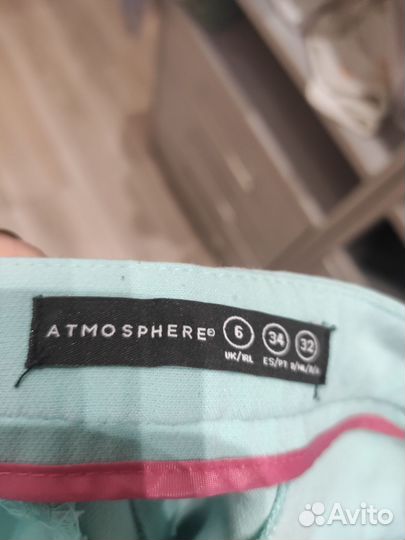 ATMOSPHERE® 6 34 32
UK/IRL ES/PT
Avito